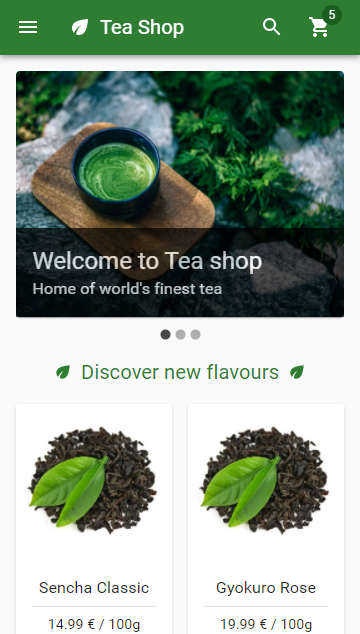 Tea Shop
5
Welcome to Tea shop
Home of world's finest tea
Discover new flavours
Sencha Classic
Gyokuro Rose
14.99 € / 100g
19.99 € / 100g